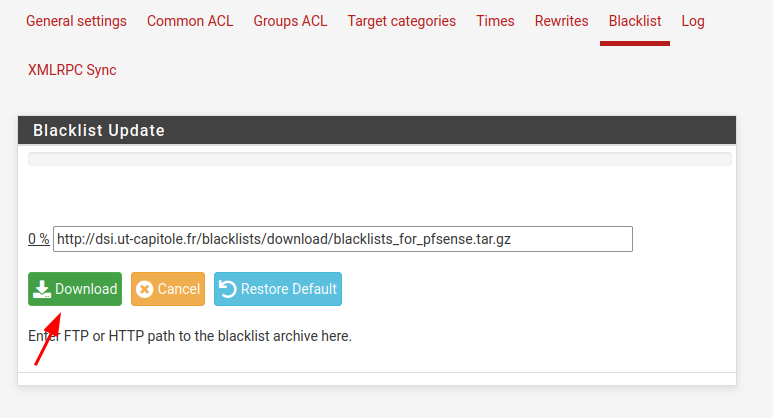 General settings Common ACL Groups ACL Target categories Times Rewrites Blacklist Log
XMLRPC Sync
Blacklist Update
0 % http://dsi.ut-capitole.fr/blacklists/download/blacklists_for_pfsense.tar.gz
Download Cancel Restore Default
Enter FTP or HTTP path to the blacklist archive here.